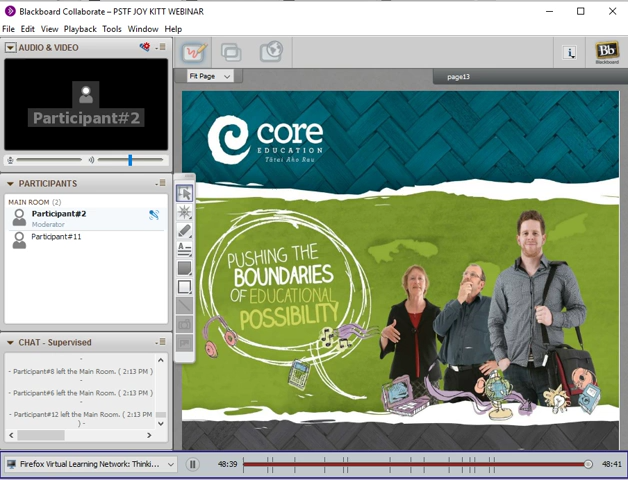 Blackboard Collaborate – PSTF JOY KITT WEBINAR
File Edit View Playback Tools Window Help
AUDIO & VIDEO
Participant#2
PARTICIPANTS
MAIN ROOM (2)
Participant#2
Moderator
Participant#11
CHAT - Supervised
-
- Participant#8 left the Main Room. ( 2:13 PM )
-
- Participant#6 left the Main Room. ( 2:13 PM )
-
- Participant#12 left the Main Room. ( 2:13 PM
) -
Fit Page
page13
i
Bb
Blackboard
core
EDUCATION
Tātai Aho Rau
PUSHING THE
BOUNDARIES
OF EDUCATIONAL
POSSIBILITY
Firefox Virtual Learning Network: Thinki...
48:39
48:41